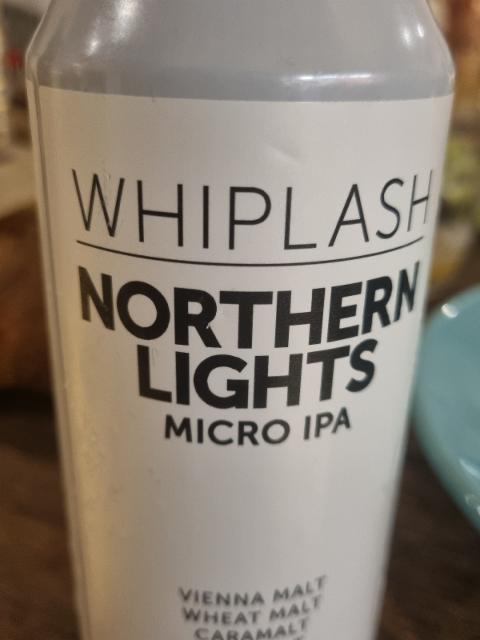 WHIPLASH
NORTHERN
LIGHTS
MICRO IPA
VIENNA MALT
WHEAT MALT
CARAMALT